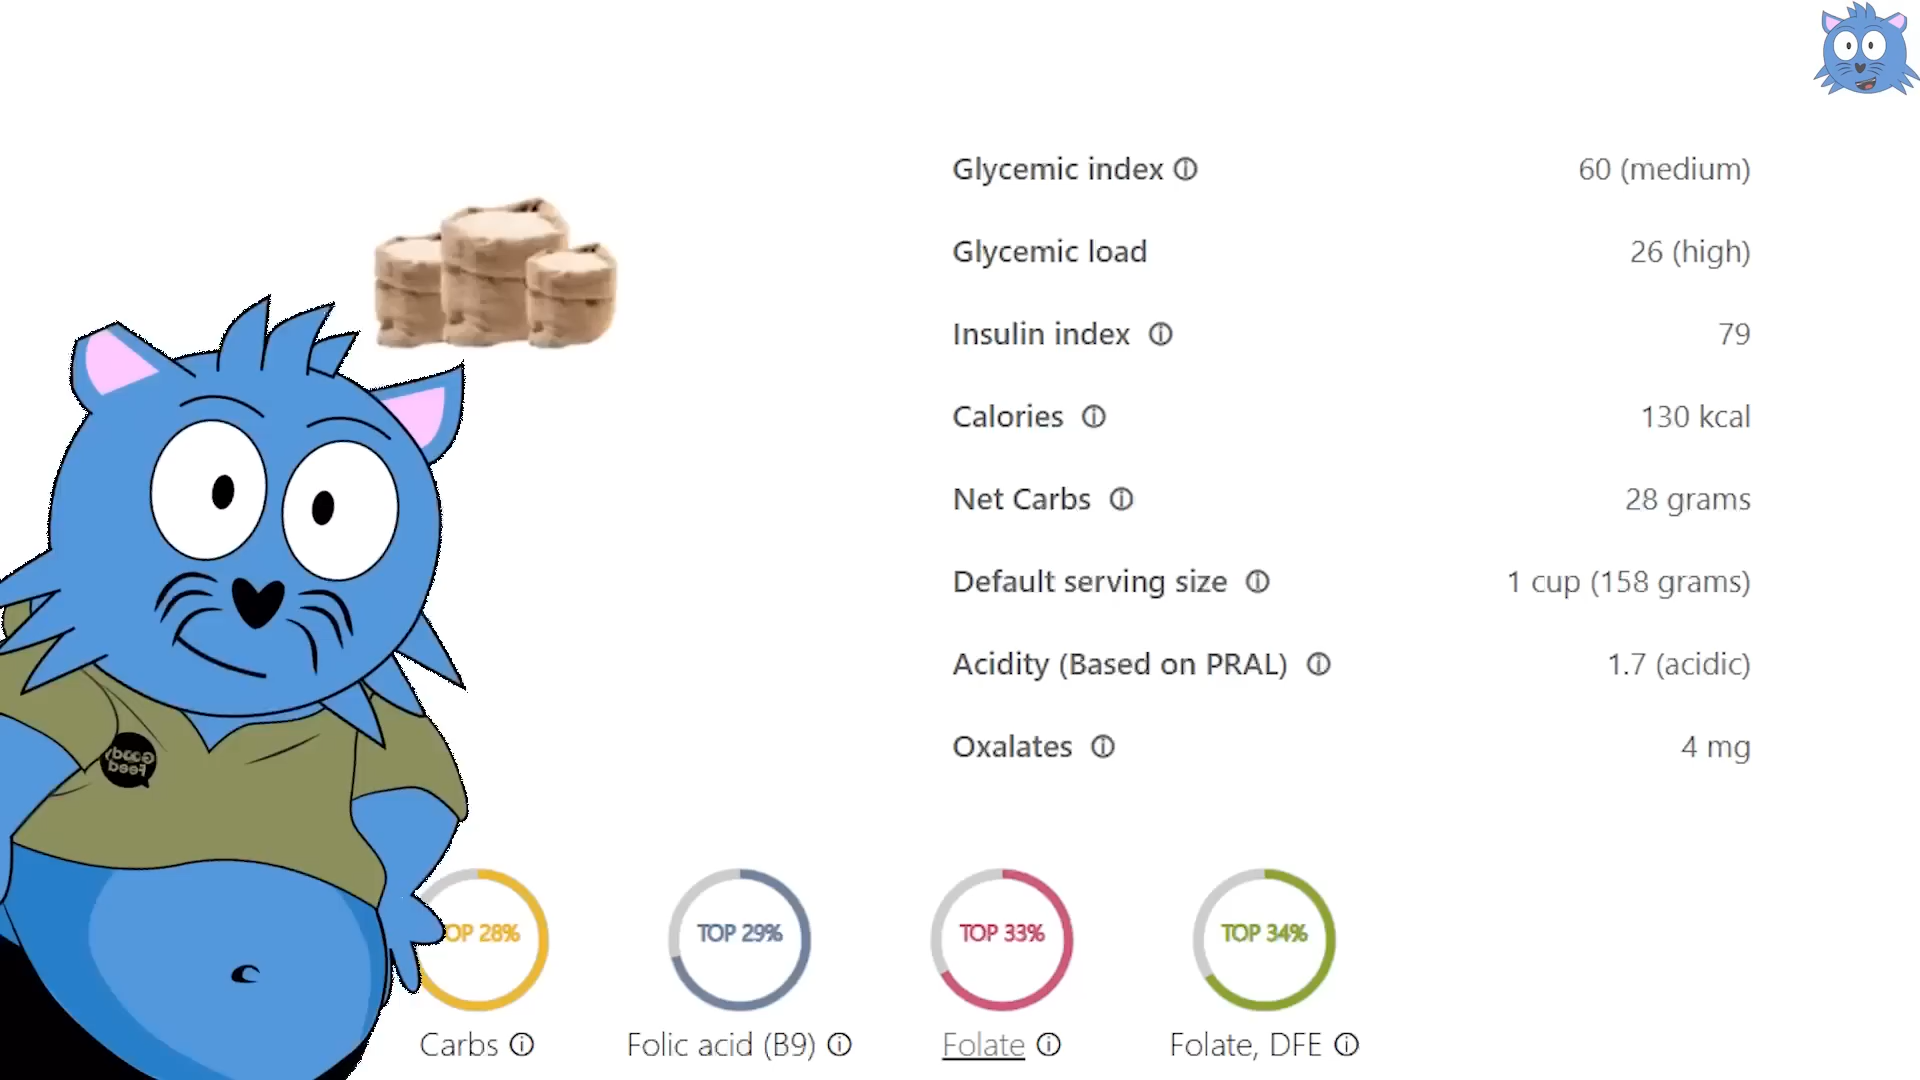 Glycemic index 60 (medium)
Glycemic load 26 (high)
Insulin index 79
Calories 130 kcal
Net Carbs 28 grams
Default serving size 1 cup (158 grams)
Acidity (Based on PRAL) 1.7 (acidic)
Oxalates 4 mg
Goody
Feed
OP 28% TOP 29% TOP 33% TOP 34%
Carbs Folic acid (B9) Folate Folate, DFE